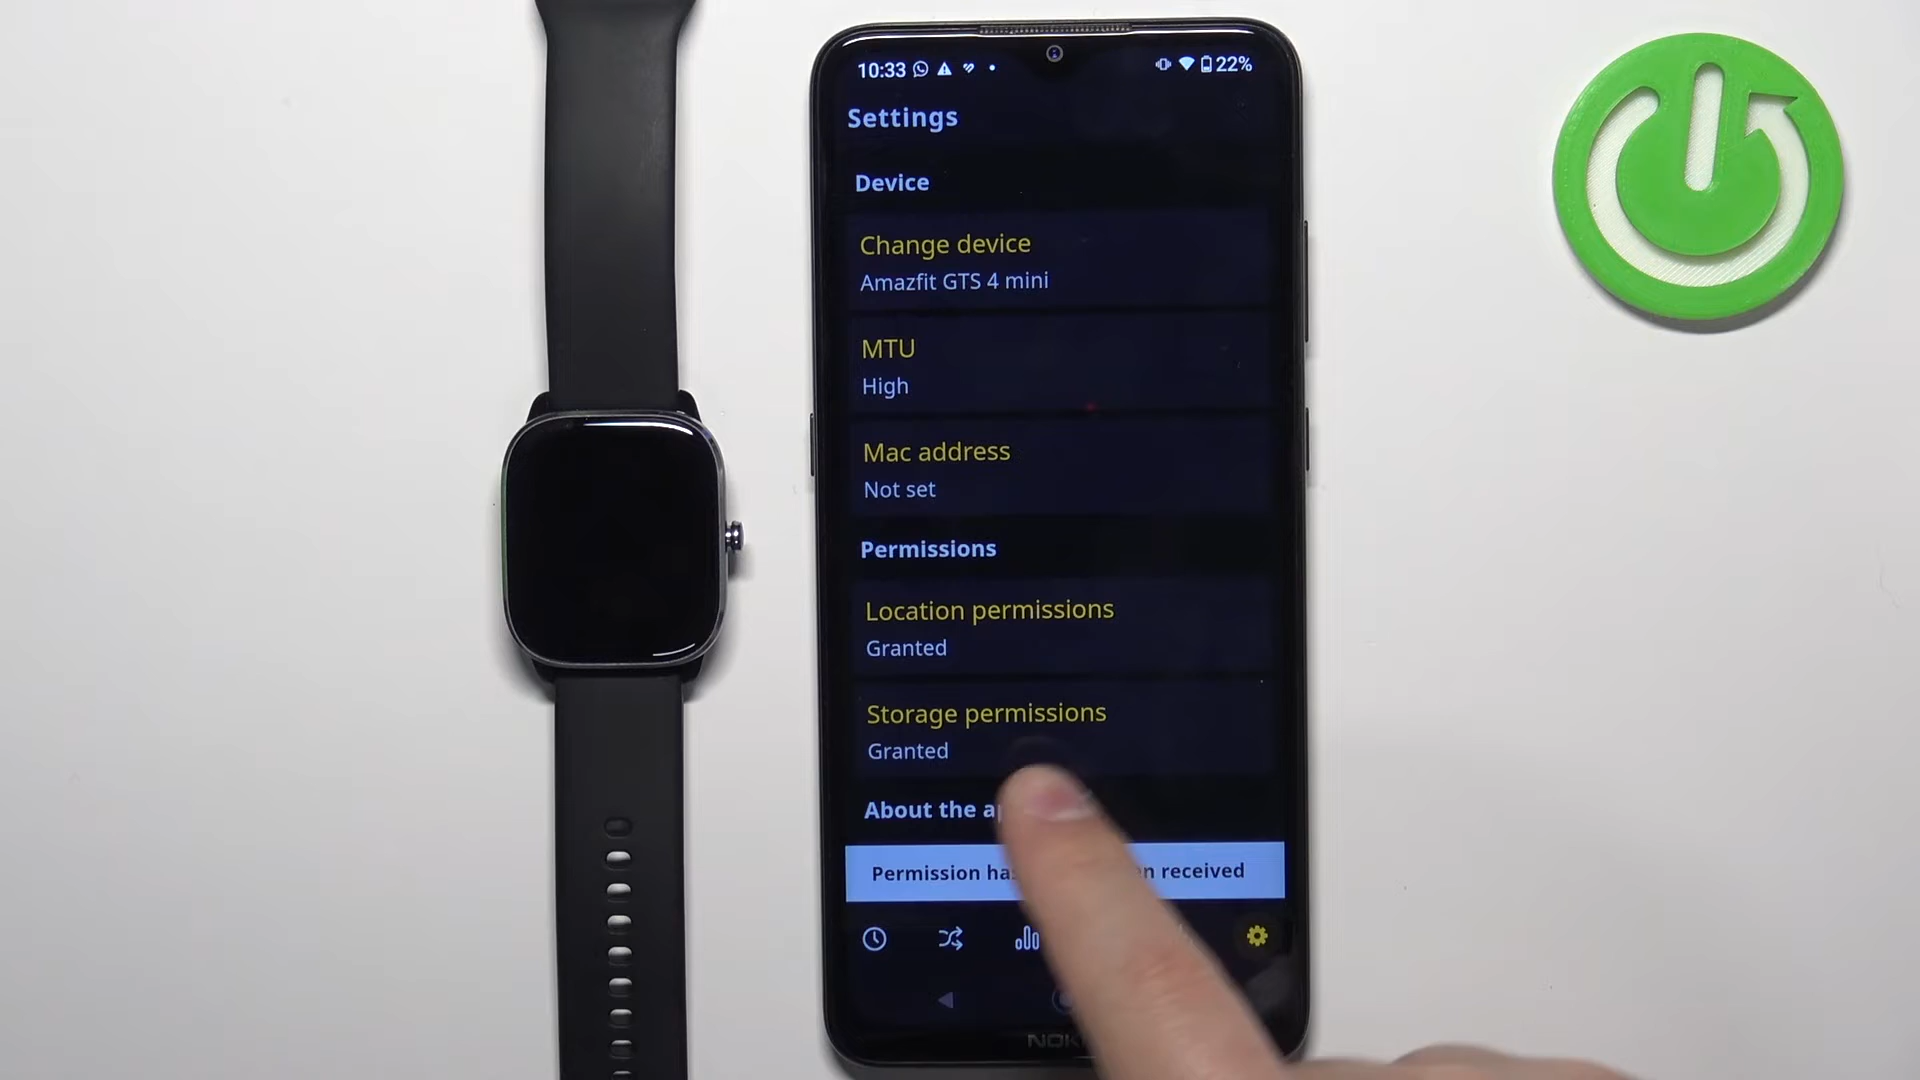 10:33 22%
Settings
Device
Change device
Amazfit GTS 4 mini
MTU
High
Mac address
Not set
Permissions
Location permissions
Granted
Storage permissions
Granted
About the
Permission received